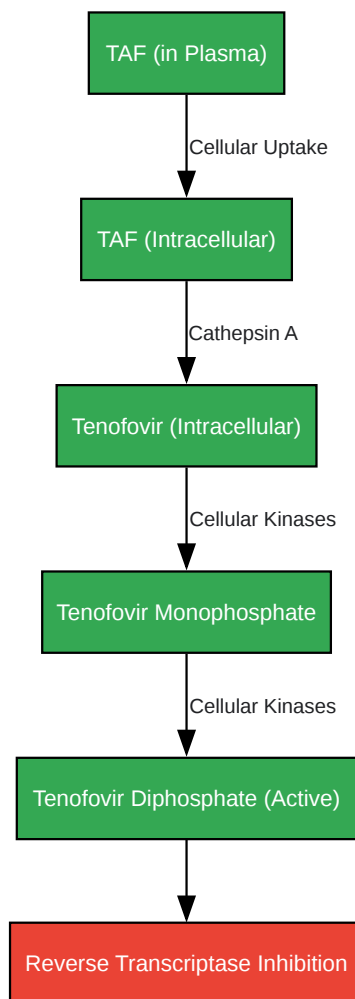 TAF (in Plasma)
Cellular Uptake
TAF (Intracellular)
Cathepsin A
Tenofovir (Intracellular)
Cellular Kinases
Tenofovir Monophosphate
Cellular Kinases
Tenofovir Diphosphate (Active)
Reverse Transcriptase Inhibition